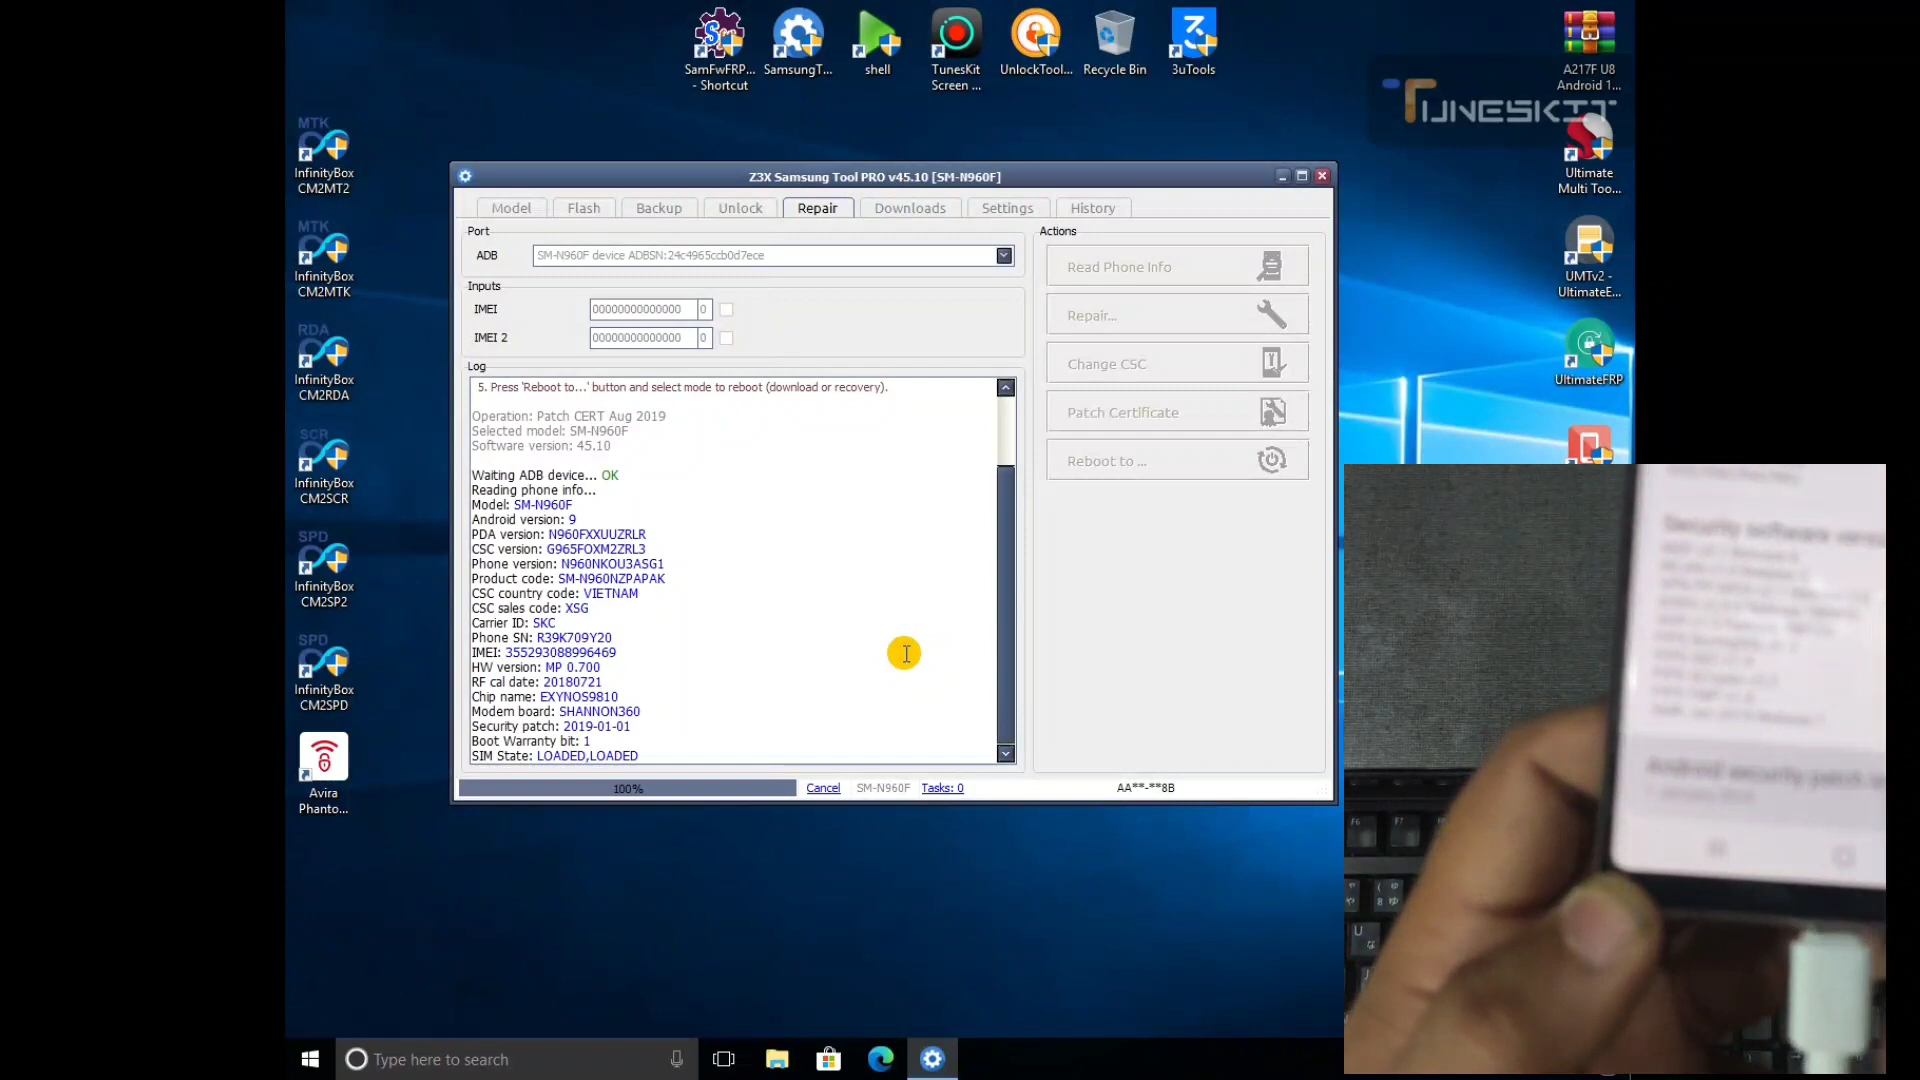 SamFwFRP...
- Shortcut
SamsungT...
shell
TunesKit
Screen ...
UnlockTool...
Recycle Bin
3uTools
A217F U8
Android 1...
TUNESKIT
MTK
InfinityBox
CM2MT2
MTK
InfinityBox
CM2MTK
RDA
InfinityBox
CM2RDA
SCR
InfinityBox
CM2SCR
SPD
InfinityBox
CM2SP2
SPD
InfinityBox
CM2SPD
Avira
Phanto...
Ultimate
Multi Too...
UMTv2 -
UltimateE...
UltimateFRP
Z3X Samsung Tool PRO v45.10 [SM-N960F]
Model Flash Backup Unlock Repair Downloads Settings History
Port
ADB SM-N960F device ADBSN:24c4965ccb0d7ece
Inputs
IMEI 00000000000000 0
IMEI 2 00000000000000 0
Log
5. Press 'Reboot to...' button and select mode to reboot (download or recovery).
Operation: Patch CERT Aug 2019
Selected model: SM-N960F
Software version: 45.10
Waiting ADB device... OK
Reading phone info...
Model: SM-N960F
Android version: 9
PDA version: N960FXXUUZRLR
CSC version: G965FOXM2ZRL3
Phone version: N960NKOU3ASG1
Product code: SM-N960NZPAPAK
CSC country code: VIETNAM
CSC sales code: XSG
Carrier ID: SKC
Phone SN: R39K709Y20
IMEI: 355293088996469
HW version: MP 0.700
RF cal date: 20180721
Chip name: EXYNOS9810
Modem board: SHANNON360
Security patch: 2019-01-01
Boot Warranty bit: 1
SIM State: LOADED,LOADED
Actions
Read Phone Info
Repair...
Change CSC
Patch Certificate
Reboot to ...
100% Cancel SM-N960F Tasks: 0 AA**-**8B
Security software
Android security patch
F6 F7
U
Type here to search